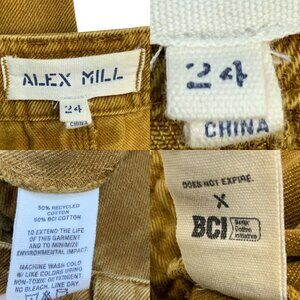 ALEX MILL
24
CHINA
24
CHINA
50% RECYCLED
COTTON
50% BCI COTTON
TO EXTEND THE LIFE
OF THIS GARMENT
AND TO MINIMIZE
ENVIRONMENTAL IMPACT:
MACHINE WASH COLD
W/ LIKE COLORS USING
NON-TOXIC DETERGENT.
NO BLEACH. LINE DRY.
DOES NOT EXPIRE.
X
BCI
Better
Cotton
Initiative